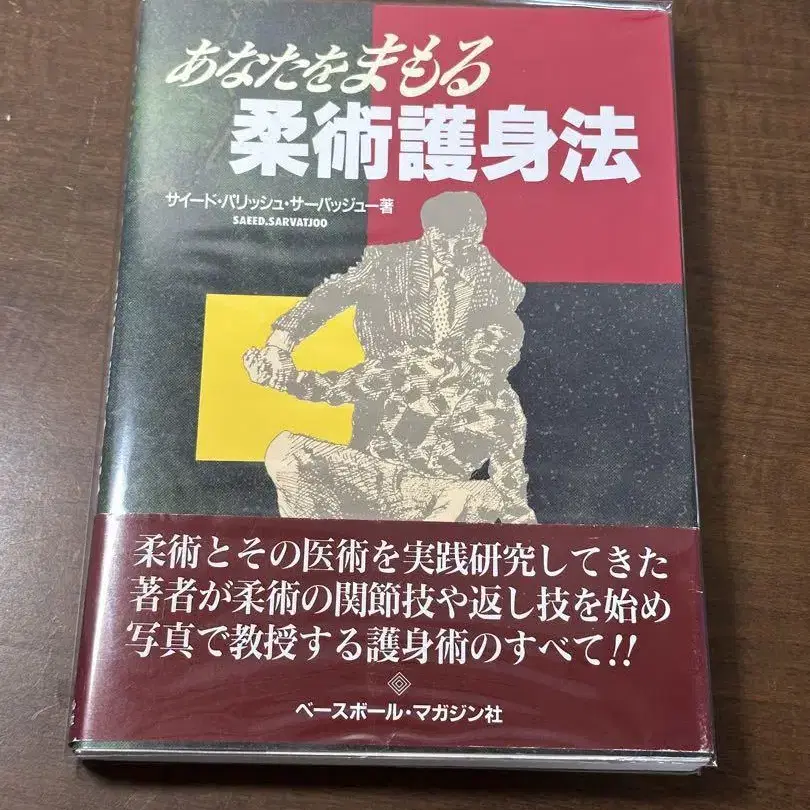 あなたをまもる
柔術護身法
サイード・パリッシュ・サーバッジュー著
SAEED.SARVATJOO
柔術とその医術を実践研究してきた
著者が柔術の関節技や返し技を始め
写真で教授する護身術のすべて!!
ベースボール・マガジン社